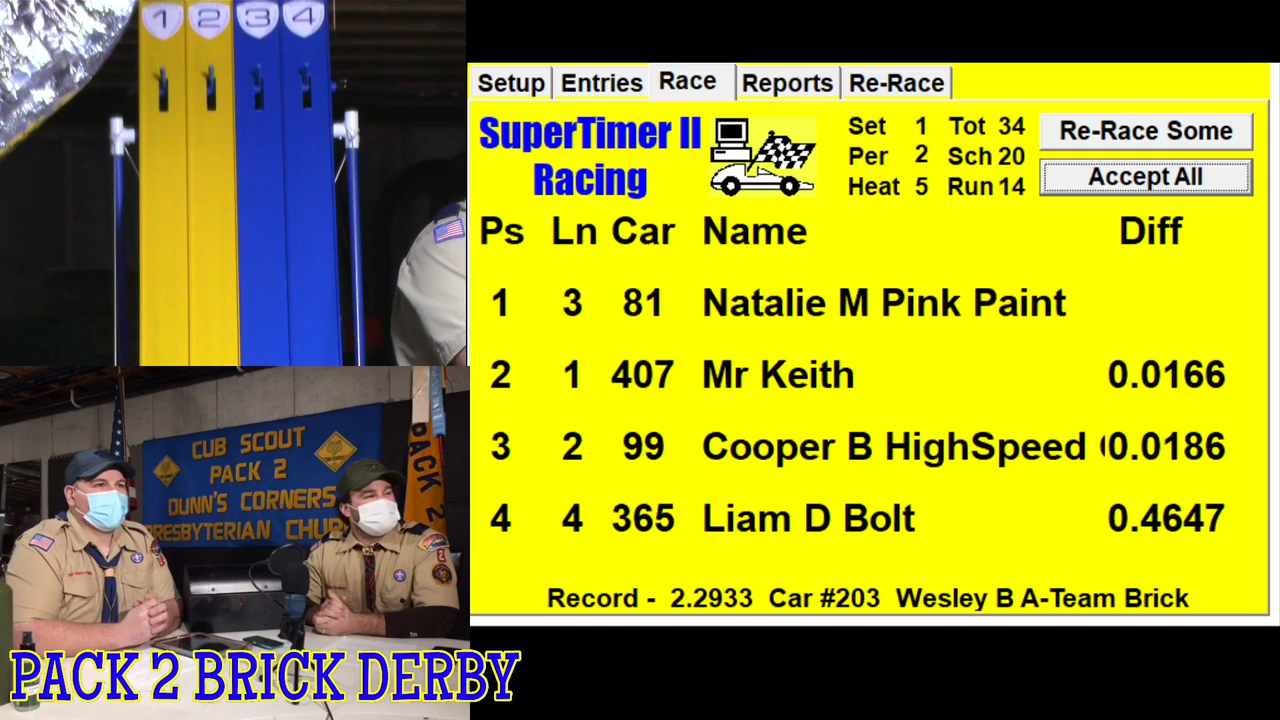 1 2 3 4
Setup Entries Race Reports Re-Race
SuperTimer II
Racing
Set 1 Tot 34
Per 2 Sch 20
Heat 5 Run 14
Re-Race Some
Accept All
Ps Ln Car Name Diff
1 3 81 Natalie M Pink Paint
2 1 407 Mr Keith 0.0166
3 2 99 Cooper B HighSpeed 0.0186
4 4 365 Liam D Bolt 0.4647
Record - 2.2933 Car #203 Wesley B A-Team Brick
CUB SCOUT
PACK 2
DUNN'S CORNERS
PRESBYTERIAN CHUR
PACK 2
PACK 2 BRICK DERBY